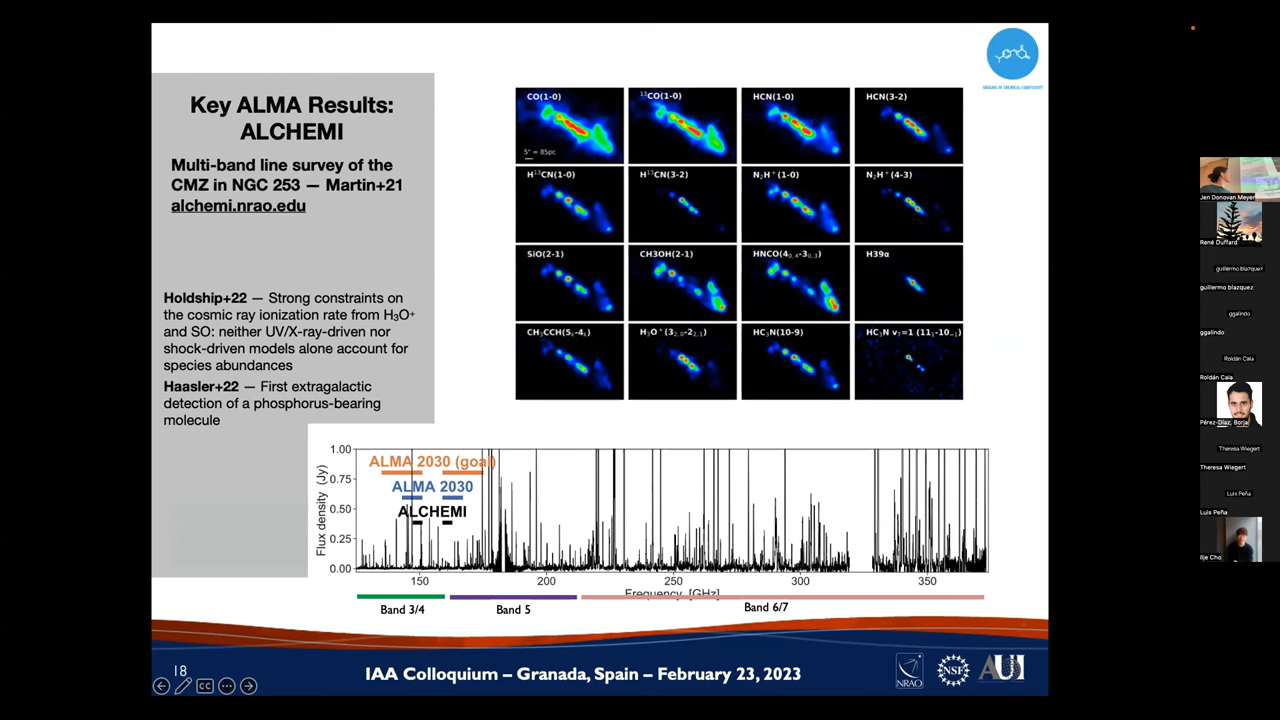 ORIGINS OF CHEMICAL COMPLEXITY
Key ALMA Results:
ALCHEMI
Multi-band line survey of the
CMZ in NGC 253 — Martin+21
alchemi.nrao.edu
Holdship+22 — Strong constraints on
the cosmic ray ionization rate from H₃O⁺
and SO: neither UV/X-ray-driven nor
shock-driven models alone account for
species abundances
Haasler+22 — First extragalactic
detection of a phosphorus-bearing
molecule
CO(1-0)
¹³CO(1-0)
HCN(1-0)
HCN(3-2)
5" = 85pc
H¹³CN(1-0)
H¹³CN(3-2)
N₂H⁺(1-0)
N₂H⁺(4-3)
SiO(2-1)
CH3OH(2-1)
HNCO(4₀,₄-3₀,₃)
H39α
CH₃CCH(5ₖ-4ₖ)
H₃O⁺(3₂,₀-2₂,₁)
HC₃N(10-9)
HC₃N v₇=1 (11₁-10₋₁)
ALMA 2030 (goal)
ALMA 2030
ALCHEMI
Flux density (Jy)
1.00
0.75
0.50
0.25
0.00
150
200
250
300
350
Frequency [GHz]
Band 3/4
Band 5
Band 6/7
18
CC
IAA Colloquium – Granada, Spain – February 23, 2023
NRAO
NSF
AUI
Jen Donovan Meyer
René Duffard
guillermo blazquez
guillermo blazquez
ggalindo
ggalindo
Roldán Cala
Roldán Cala
Pérez-Díaz, Borja
Theresa Wiegert
Theresa Wiegert
Luis Peña
Luis Peña
Ilje Cho